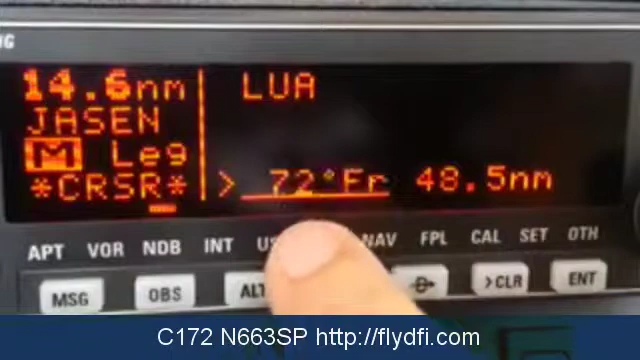 14.6nm LUA
JASEN
M Leg
*CRSR* > 72°Fr 48.5nm
APT VOR NDB INT NAV FPL CAL SET OTH
MSG OBS ALT >CLR ENT
C172 N663SP http://flydfi.com